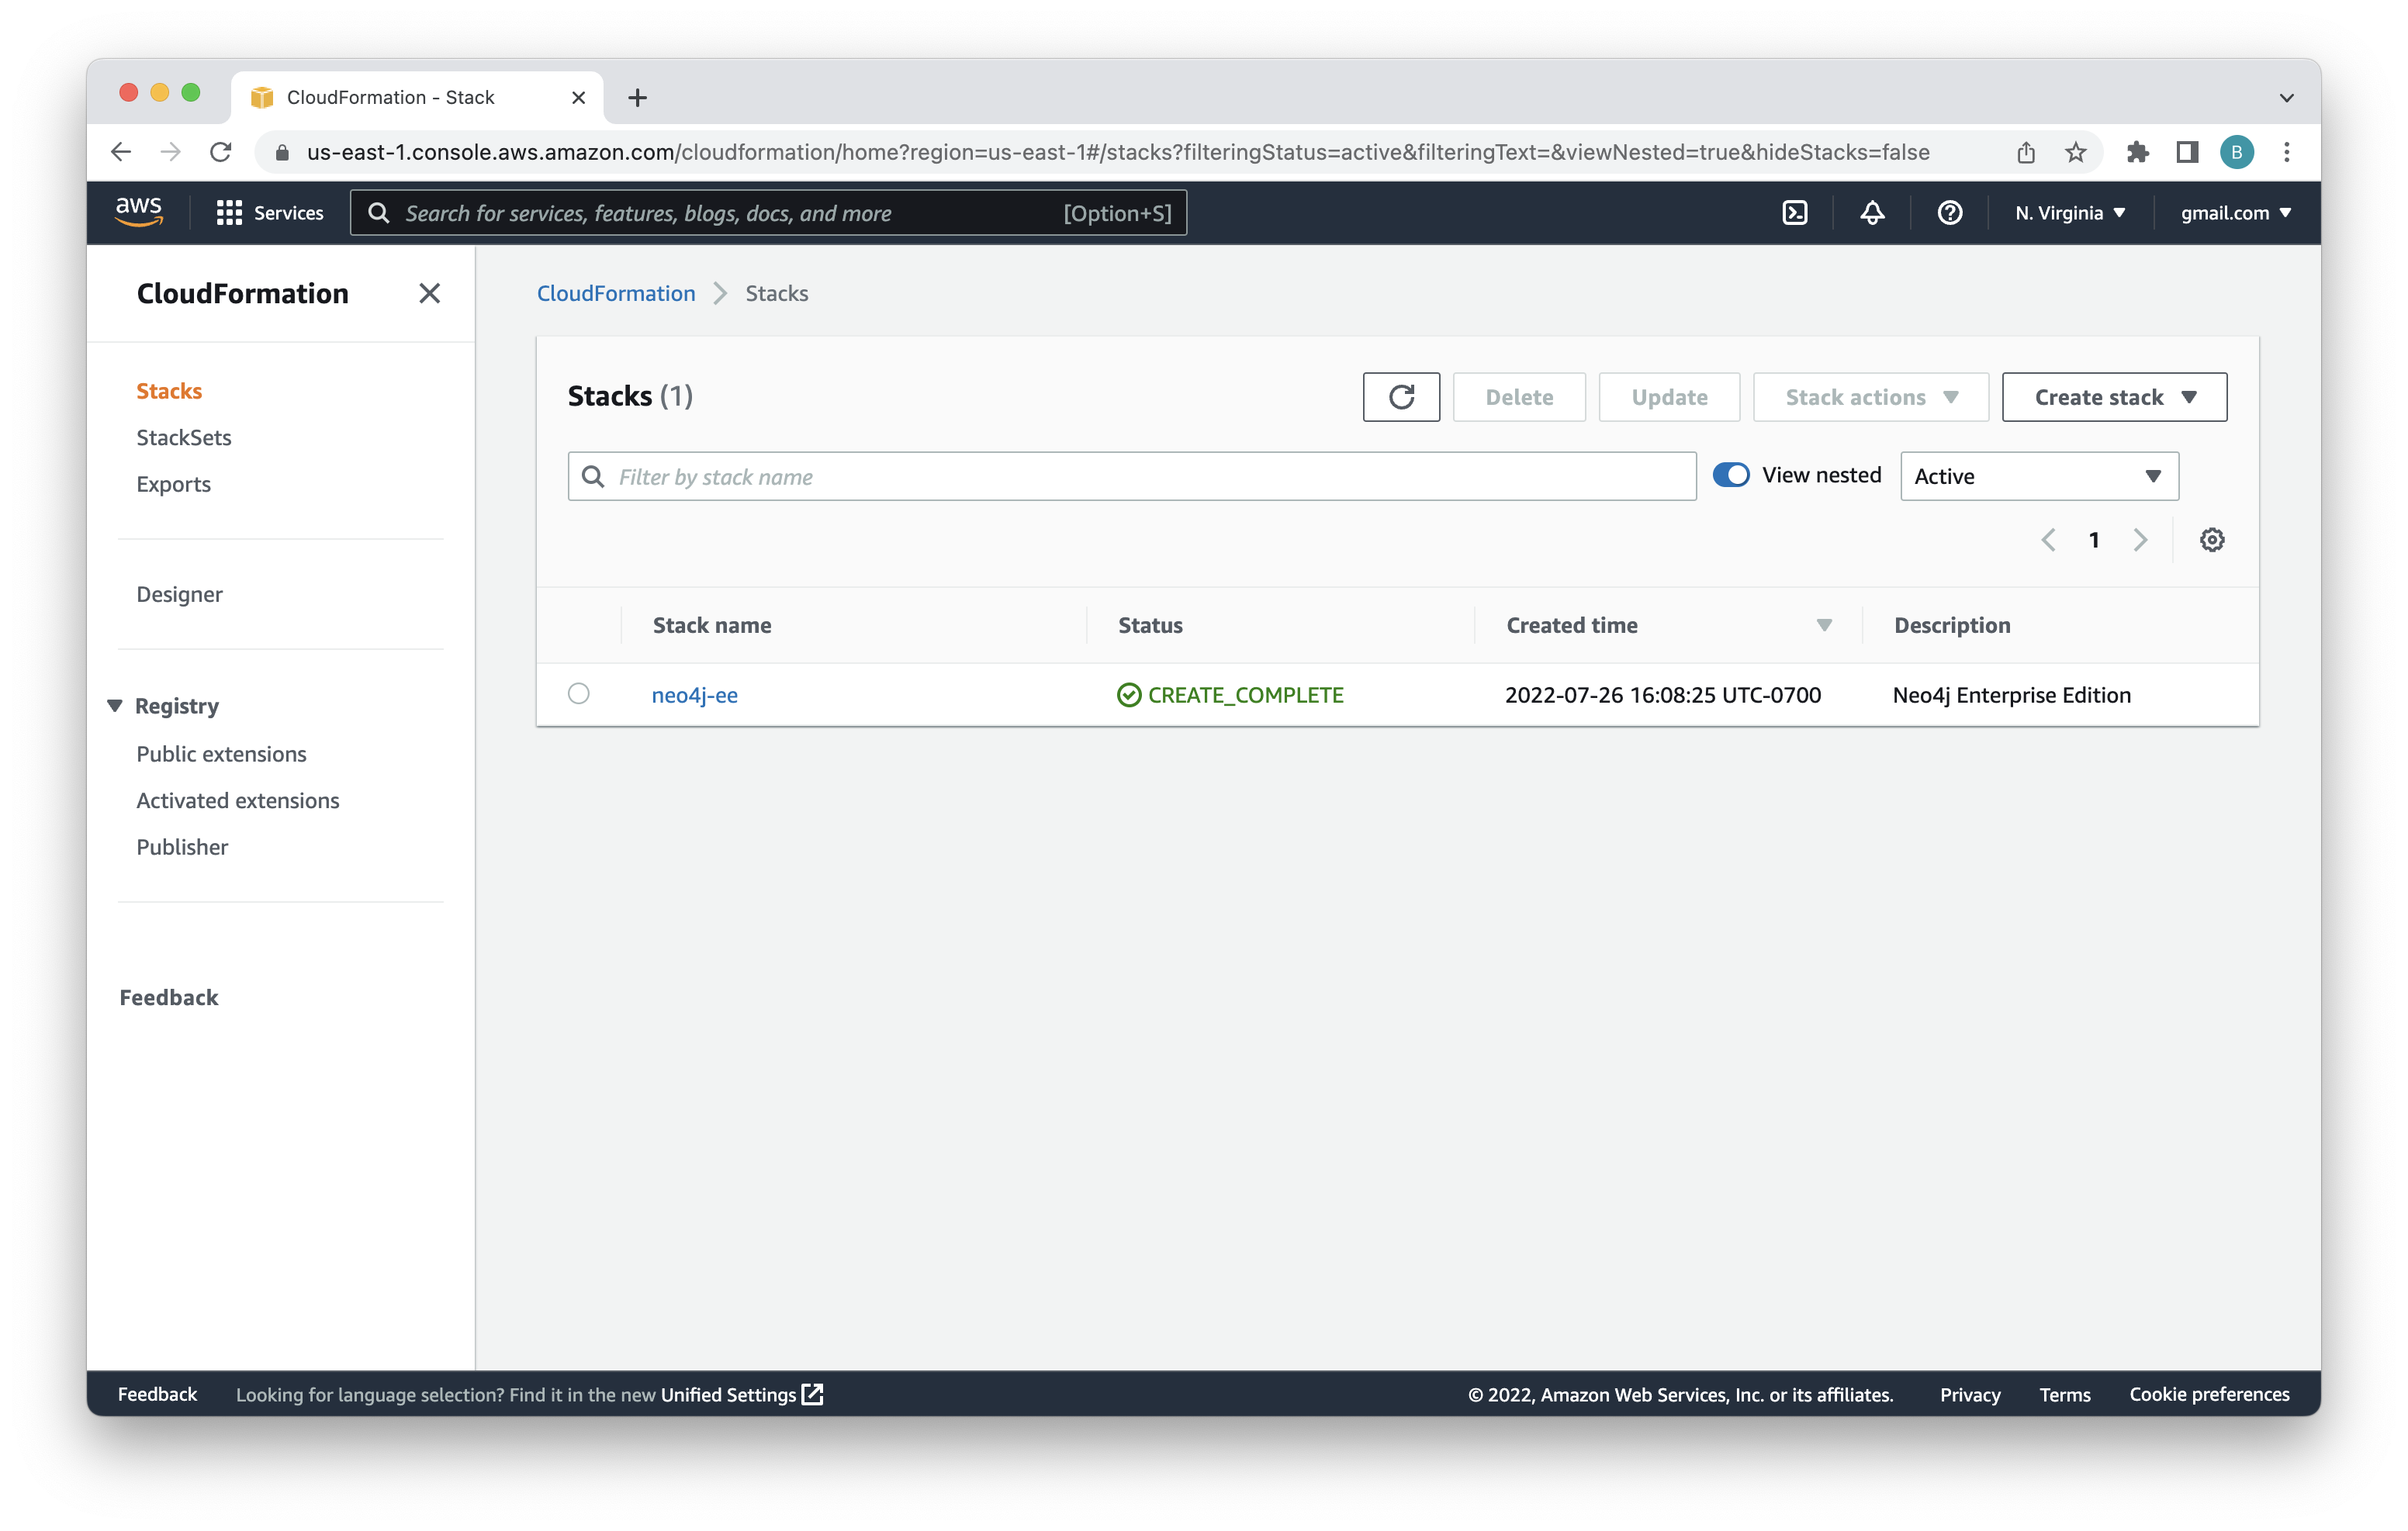 CloudFormation - Stack
us-east-1.console.aws.amazon.com/cloudformation/home?region=us-east-1#/stacks?filteringStatus=active&filteringText=&viewNested=true&hideStacks=false
B
aws
Services
Search for services, features, blogs, docs, and more
[Option+S]
N. Virginia
gmail.com
CloudFormation
Stacks
StackSets
Exports
Designer
Registry
Public extensions
Activated extensions
Publisher
Feedback
CloudFormation
Stacks
Stacks (1)
Delete
Update
Stack actions
Create stack
Filter by stack name
View nested
Active
1
Stack name
Status
Created time
Description
neo4j-ee
CREATE_COMPLETE
2022-07-26 16:08:25 UTC-0700
Neo4j Enterprise Edition
Feedback
Looking for language selection? Find it in the new Unified Settings
© 2022, Amazon Web Services, Inc. or its affiliates.
Privacy
Terms
Cookie preferences